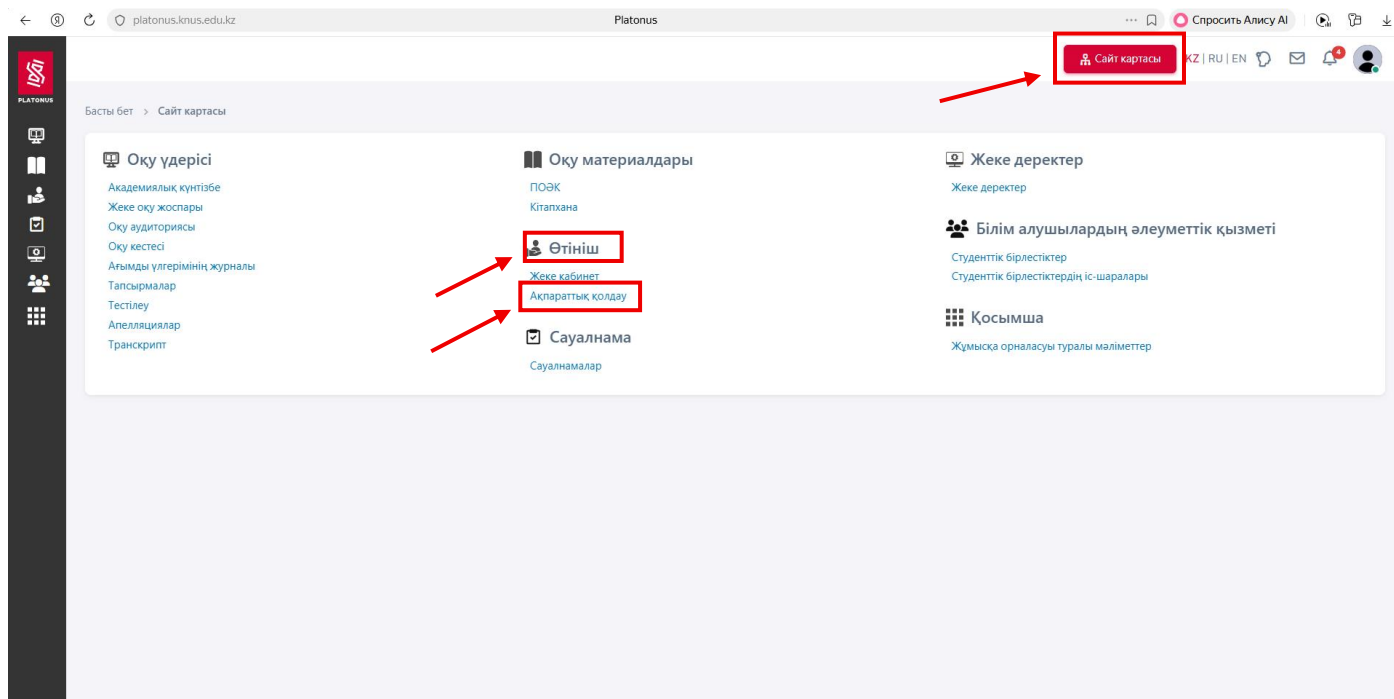 platonus.knus.edu.kz
Platonus
Спросить Алису AI
PLATONUS
Сайт картасы
KZ | RU | EN
4
Басты бет > Сайт картасы
Оқу үдерісі
Академиялық күнтізбе
Жеке оқу жоспары
Оқу аудиториясы
Оқу кестесі
Ағымды үлгерімінің журналы
Тапсырмалар
Тестілеу
Апелляциялар
Транскрипт
Оқу материалдары
ПОӘК
Кітапхана
Өтініш
Жеке кабинет
Ақпараттық қолдау
Сауалнама
Сауалнамалар
Жеке деректер
Жеке деректер
Білім алушылардың әлеуметтік қызметі
Студенттік бірлестіктер
Студенттік бірлестіктердің іс-шаралары
Қосымша
Жұмысқа орналасуы туралы мәліметтер